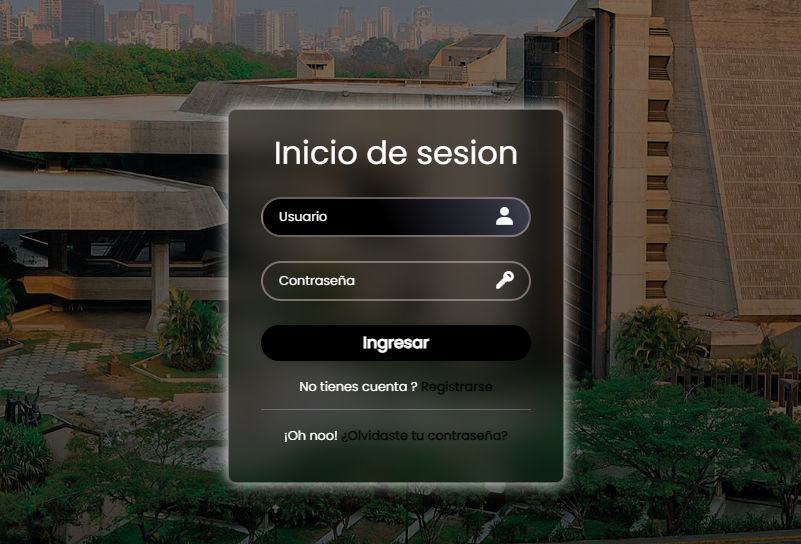 Inicio de sesion
Usuario
Contraseña
Ingresar
No tienes cuenta ? Registrarse
¡Oh noo! ¿Olvidaste tu contraseña?